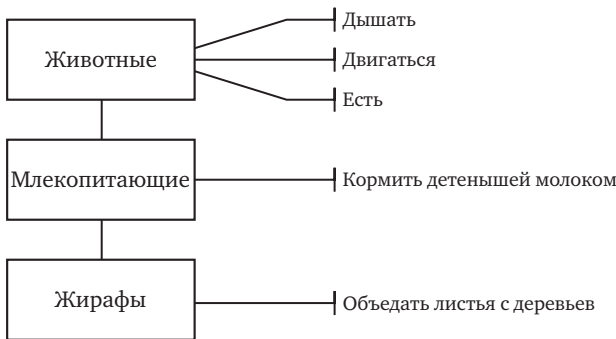 Животные
Дышать
Двигаться
Есть
Млекопитающие
Кормить детенышей молоком
Жирафы
Объедать листья с деревьев